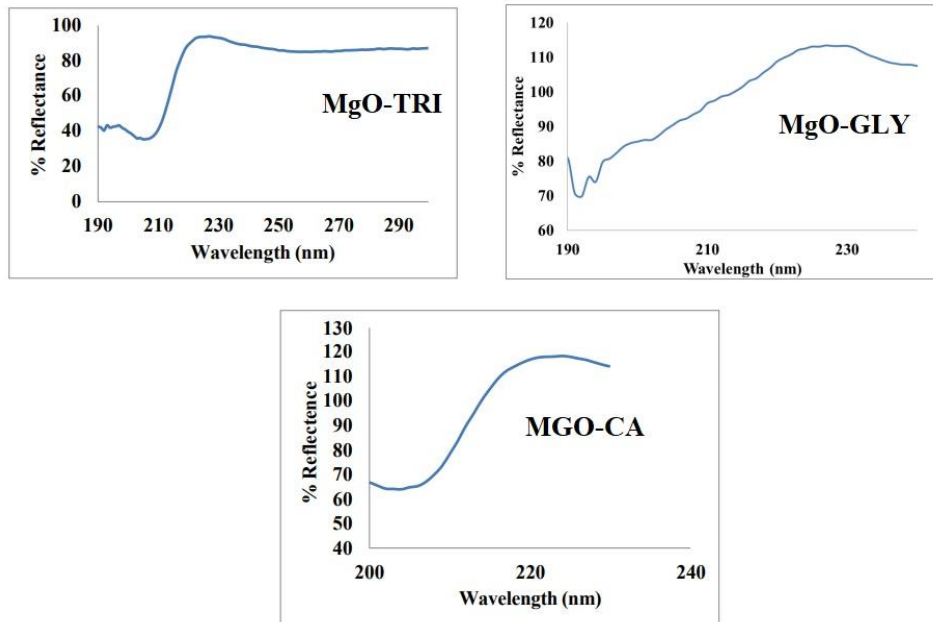 100
80
60
40
20
0
% Reflectance
MgO-TRI
190 210 230 250 270 290
Wavelength (nm)
120
110
100
90
80
70
60
% Reflectance
MgO-GLY
190 210 230
Wavelength (nm)
130
120
110
100
90
80
70
60
50
40
% Reflectence
MGO-CA
200 220 240
Wavelength (nm)